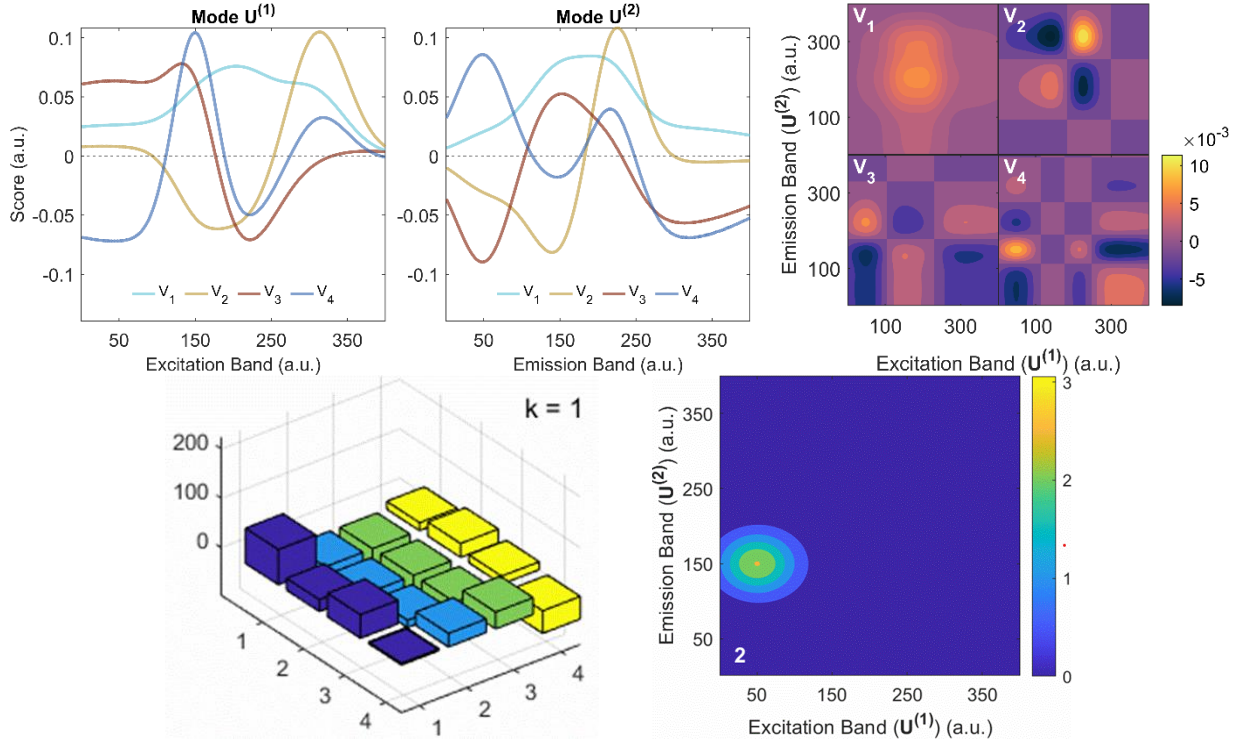 Mode U(1)
0.1
0.05
0
-0.05
-0.1
Score (a.u.)
V1 V2 V3 V4
50 150 250 350
Excitation Band (a.u.)
Mode U(2)
0.1
0.05
0
-0.05
-0.1
V1 V2 V3 V4
50 150 250 350
Emission Band (a.u.)
V1 V2
V3 V4
300
100
300
100
Emission Band (U(2)) (a.u.)
100 300 100 300
Excitation Band (U(1)) (a.u.)
×10-3
10
5
0
-5
k = 1
200
100
0
1 2 3 4
1 2 3 4
350
250
150
50
Emission Band (U(2)) (a.u.)
2
50 150 250 350
Excitation Band (U(1)) (a.u.)
3
2
1
0